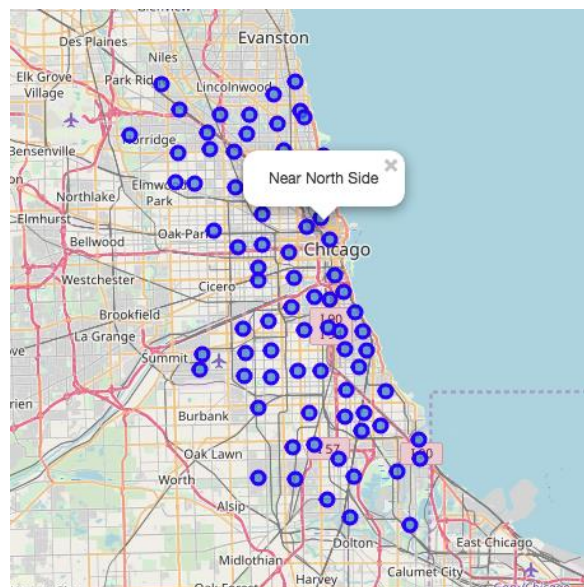 Evanston
Des Plaines
Niles
Elk Grove
Village
Park Rid
Lincolnwood
Norridge
Bensenville
Near North Side
×
Elmwood
Park
Northlake
Elmhurst
Oak Park
Bellwood
Chicago
Westchester
Cicero
Brookfield
La Grange
Summit
Burbank
Oak Lawn
I 57
Worth
Alsip
Midlothian
Dolton
East Chicago
Calumet City
Harvey